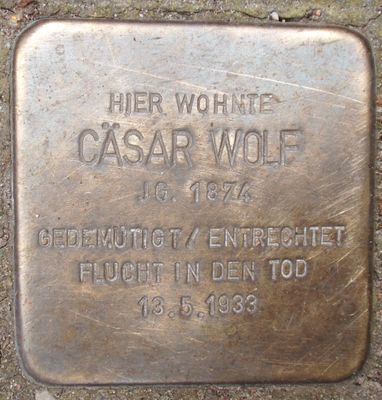 HIER WOHNTE
CÄSAR WOLF
JG. 1874
GEDEMÜTIGT / ENTRECHTET
FLUCHT IN DEN TOD
13.5.1933